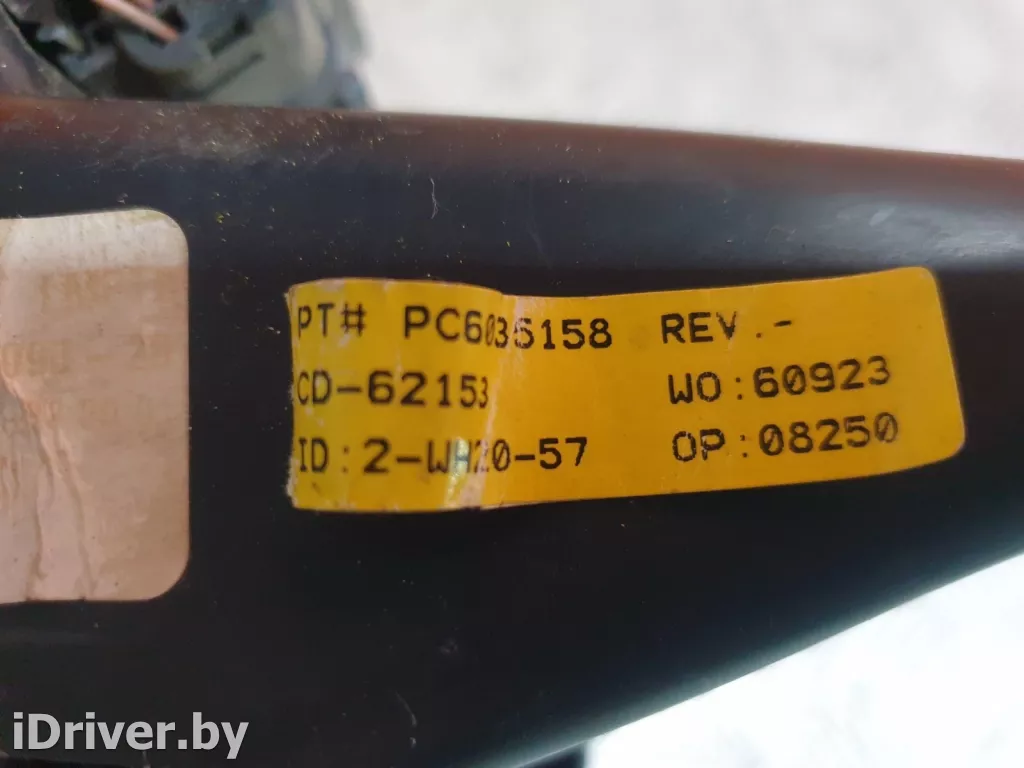 PT# PC6035158 REV.-
CD-62153 WO:60923
ID:2-WH20-57 OP:08250
iDriver.by